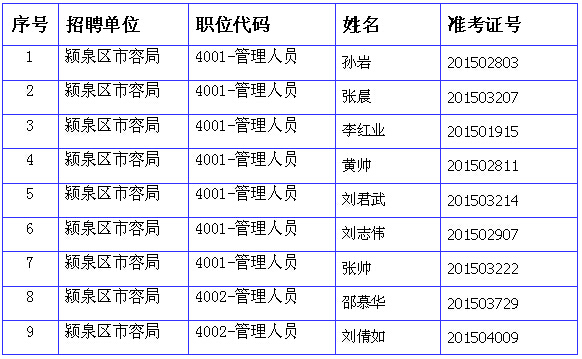 序号 招聘单位 职位代码 姓名 准考证号
1 颍泉区市容局 4001-管理人员 孙岩 201502803
2 颍泉区市容局 4001-管理人员 张晨 201503207
3 颍泉区市容局 4001-管理人员 李红业 201501915
4 颍泉区市容局 4001-管理人员 黄帅 201502811
5 颍泉区市容局 4001-管理人员 刘君武 201503214
6 颍泉区市容局 4001-管理人员 刘志伟 201502907
7 颍泉区市容局 4001-管理人员 张帅 201503222
8 颍泉区市容局 4002-管理人员 邵慕华 201503729
9 颍泉区市容局 4002-管理人员 刘倩如 201504009